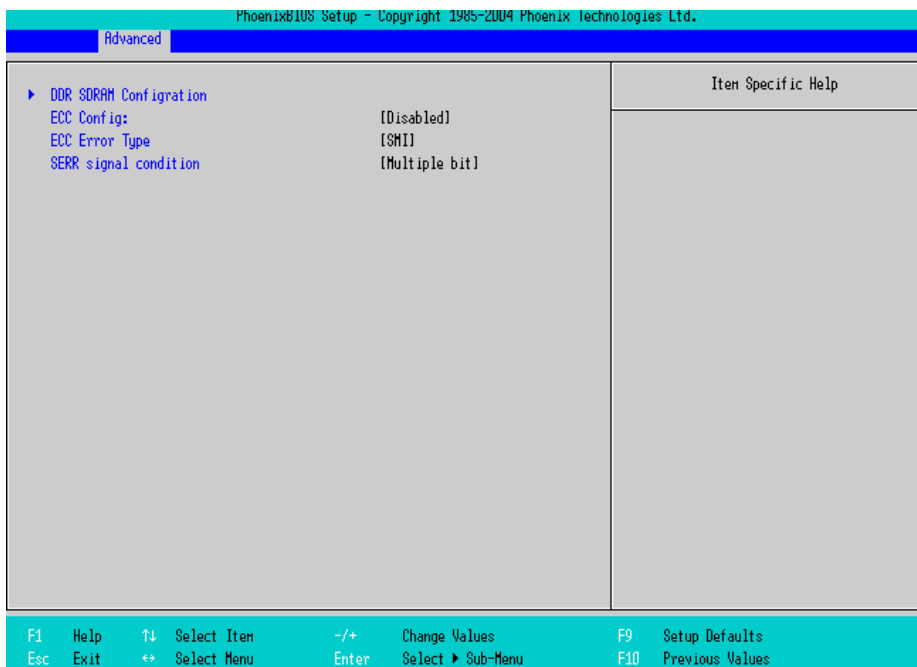 PhoenixBIOS Setup - Copyright 1985-2004 Phoenix Technologies Ltd.
Advanced
Item Specific Help
▶ DDR SDRAM Configration
ECC Config: [Disabled]
ECC Error Type [SMI]
SERR signal condition [Multiple bit]
F1 Help ↑↓ Select Item -/+ Change Values F9 Setup Defaults
Esc Exit ↔ Select Menu Enter Select ▶ Sub-Menu F10 Previous Values